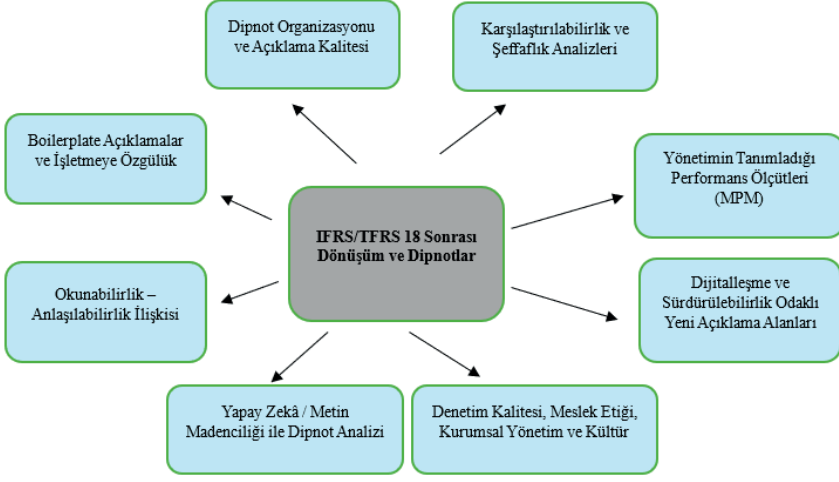 Dipnot Organizasyonu
ve Açıklama Kalitesi
Karşılaştırılabilirlik ve
Şeffaflık Analizleri
Boilerplate Açıklamalar
ve İşletmeye Özgülük
Yönetimin Tanımladığı
Performans Ölçütleri
(MPM)
IFRS/TFRS 18 Sonrası
Dönüşüm ve Dipnotlar
Okunabilirlik –
Anlaşılabilirlik İlişkisi
Dijitalleşme ve
Sürdürülebilirlik Odaklı
Yeni Açıklama Alanları
Yapay Zekâ / Metin
Madenciliği ile Dipnot Analizi
Denetim Kalitesi, Meslek Etiği,
Kurumsal Yönetim ve Kültür